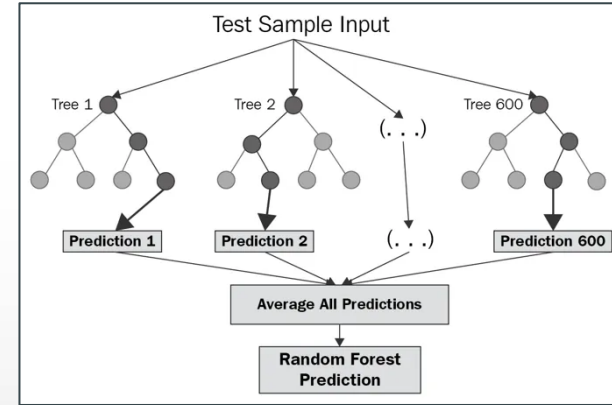 Test Sample Input
Tree 1
Tree 2
Tree 600
(. . .)
Prediction 1
Prediction 2
(. . .)
Prediction 600
Average All Predictions
Random Forest
Prediction